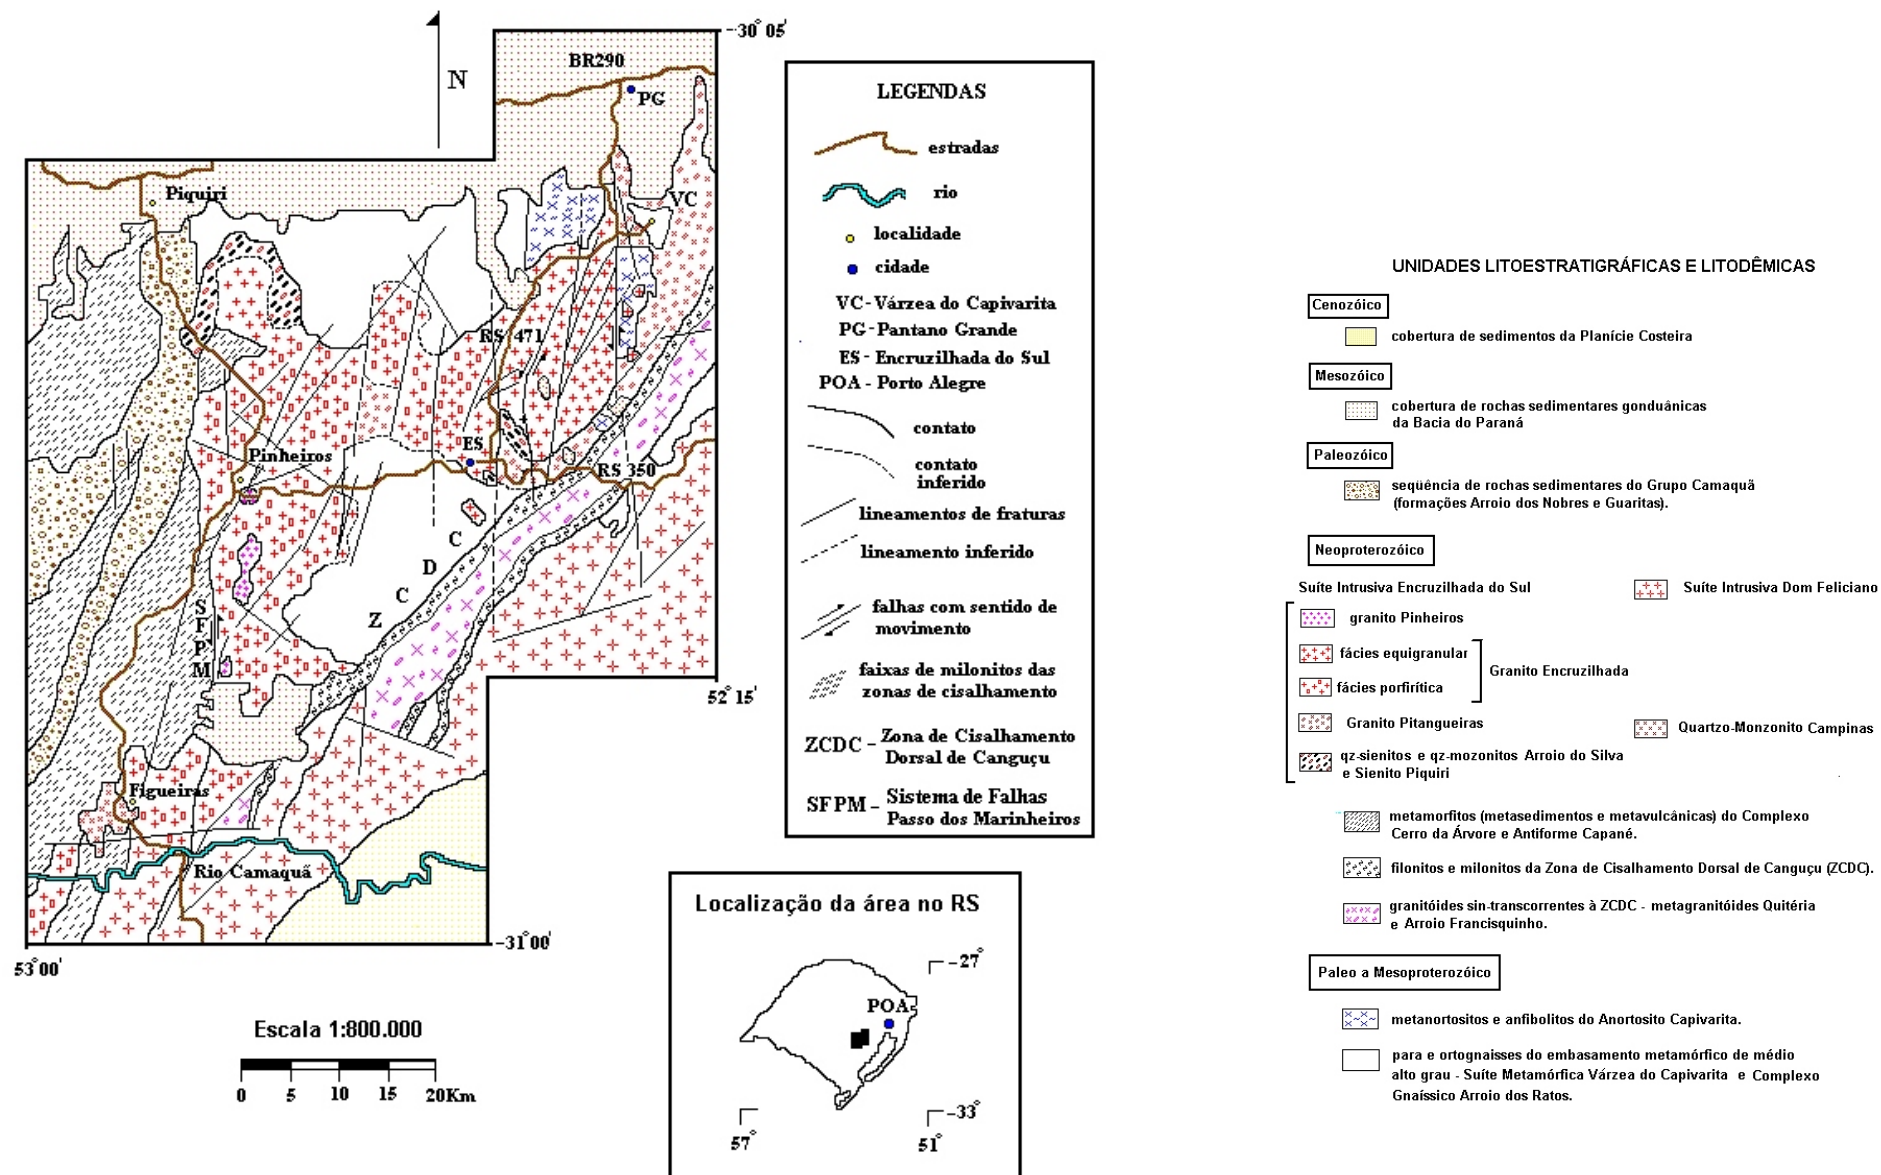 −30° 05'
BR290
PG
N
Piquiri
VC
RS 471
ES
Pinheiros
RS 350
C
D
C
Z
S
F
P
M
52° 15'
Figueiras
Rio Camaquã
−31° 00'
53° 00'
Escala 1:800.000
0 5 10 15 20Km
LEGENDAS
estradas
rio
localidade
cidade
VC- Várzea do Capivarita
PG - Pantano Grande
ES - Encruzilhada do Sul
POA - Porto Alegre
contato
contato
inferido
lineamentos de fraturas
lineamento inferido
falhas com sentido de
movimento
faixas de milonitos das
zonas de cisalhamento
ZCDC – Zona de Cisalhamento
Dorsal de Canguçu
SFPM – Sistema de Falhas
Passo dos Marinheiros
Localização da área no RS
−27°
POA
−33°
57°
51°
UNIDADES LITOESTRATIGRÁFICAS E LITODÊMICAS
Cenozóico
cobertura de sedimentos da Planície Costeira
Mesozóico
cobertura de rochas sedimentares gonduânicas
da Bacia do Paraná
Paleozóico
seqüência de rochas sedimentares do Grupo Camaquã
(formações Arroio dos Nobres e Guaritas).
Neoproterozóico
Suíte Intrusiva Encruzilhada do Sul
Suíte Intrusiva Dom Feliciano
granito Pinheiros
fácies equigranular
Granito Encruzilhada
fácies porfirítica
Granito Pitangueiras
Quartzo-Monzonito Campinas
qz-sienitos e qz-mozonitos Arroio do Silva
e Sienito Piquiri
metamorfitos (metasedimentos e metavulcânicas) do Complexo
Cerro da Árvore e Antiforme Capané.
filonitos e milonitos da Zona de Cisalhamento Dorsal de Canguçu (ZCDC).
granitóides sin-transcorrentes à ZCDC - metagranitóides Quitéria
e Arroio Francisquinho.
Paleo a Mesoproterozóico
metanortositos e anfibolitos do Anortosito Capivarita.
para e ortognaisses do embasamento metamórfico de médio
alto grau - Suíte Metamórfica Várzea do Capivarita e Complexo
Gnaíssico Arroio dos Ratos.